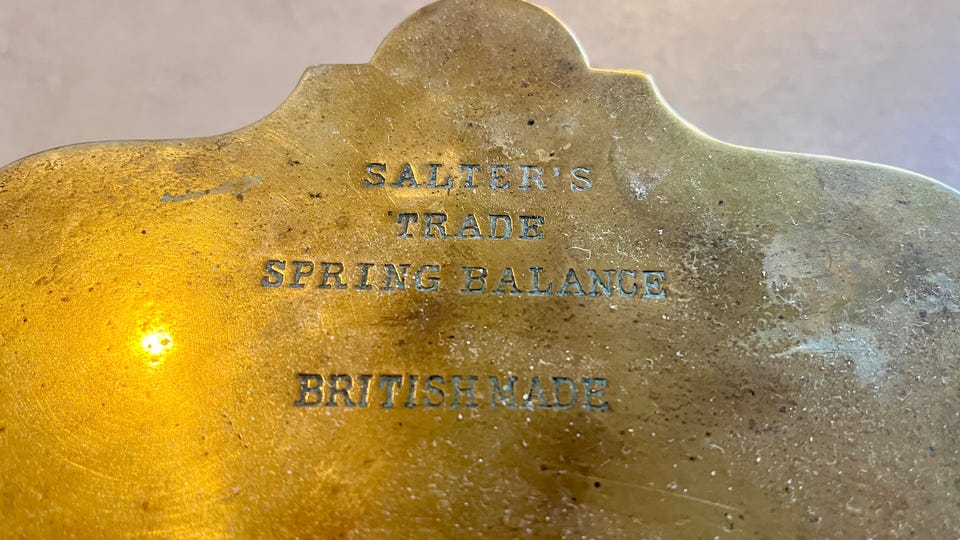 SALTER'S
TRADE
SPRING BALANCE
BRITISH MADE